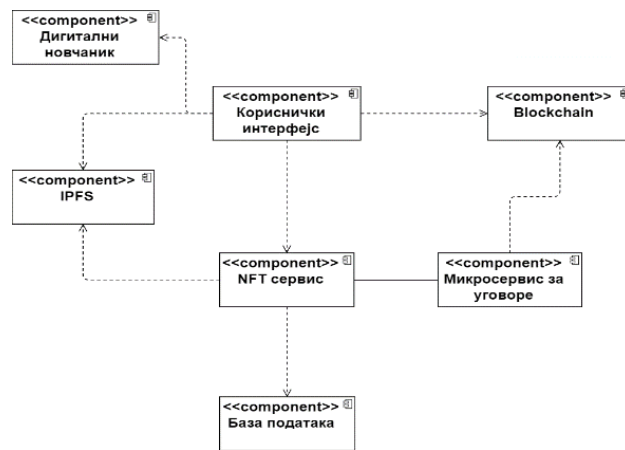 <<component>>
Дигитални
новчаник
<<component>>
Кориснички
интерфејс
<<component>>
Blockchain
<<component>>
IPFS
<<component>>
NFT сервис
<<component>>
Микросервис за
уговоре
<<component>>
База података